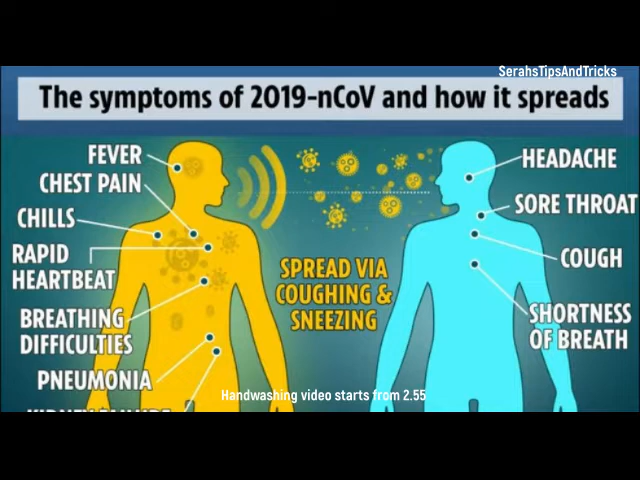 SerahsTipsAndTricks
The symptoms of 2019-nCoV and how it spreads
FEVER
CHEST PAIN
CHILLS
RAPID
HEARTBEAT
BREATHING
DIFFICULTIES
PNEUMONIA
SPREAD VIA
COUGHING &
SNEEZING
HEADACHE
SORE THROAT
COUGH
SHORTNESS
OF BREATH
Handwashing video starts from 2.55